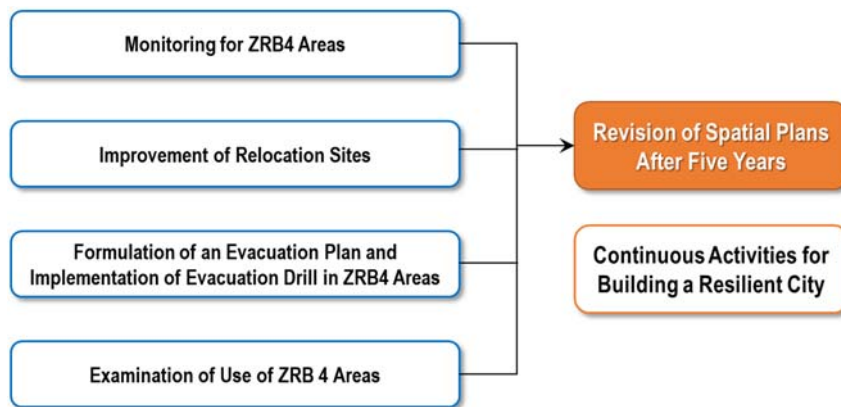 Monitoring for ZRB4 Areas
Improvement of Relocation Sites
Formulation of an Evacuation Plan and
Implementation of Evacuation Drill in ZRB4 Areas
Examination of Use of ZRB 4 Areas
Revision of Spatial Plans
After Five Years
Continuous Activities for
Building a Resilient City